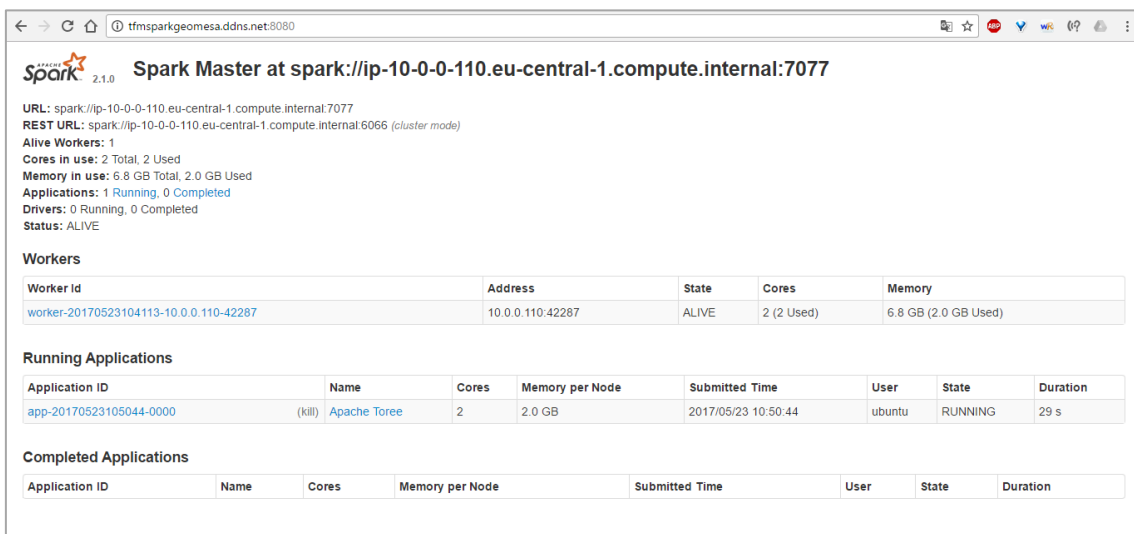 tfmsparkgeomesa.ddns.net:8080
ABP
APACHE
Spark 2.1.0 Spark Master at spark://ip-10-0-0-110.eu-central-1.compute.internal:7077
URL: spark://ip-10-0-0-110.eu-central-1.compute.internal:7077
REST URL: spark://ip-10-0-0-110.eu-central-1.compute.internal:6066 (cluster mode)
Alive Workers: 1
Cores in use: 2 Total, 2 Used
Memory in use: 6.8 GB Total, 2.0 GB Used
Applications: 1 Running, 0 Completed
Drivers: 0 Running, 0 Completed
Status: ALIVE
Workers
Worker Id Address State Cores Memory
worker-20170523104113-10.0.0.110-42287 10.0.0.110:42287 ALIVE 2 (2 Used) 6.8 GB (2.0 GB Used)
Running Applications
Application ID Name Cores Memory per Node Submitted Time User State Duration
app-20170523105044-0000 (kill) Apache Toree 2 2.0 GB 2017/05/23 10:50:44 ubuntu RUNNING 29 s
Completed Applications
Application ID Name Cores Memory per Node Submitted Time User State Duration